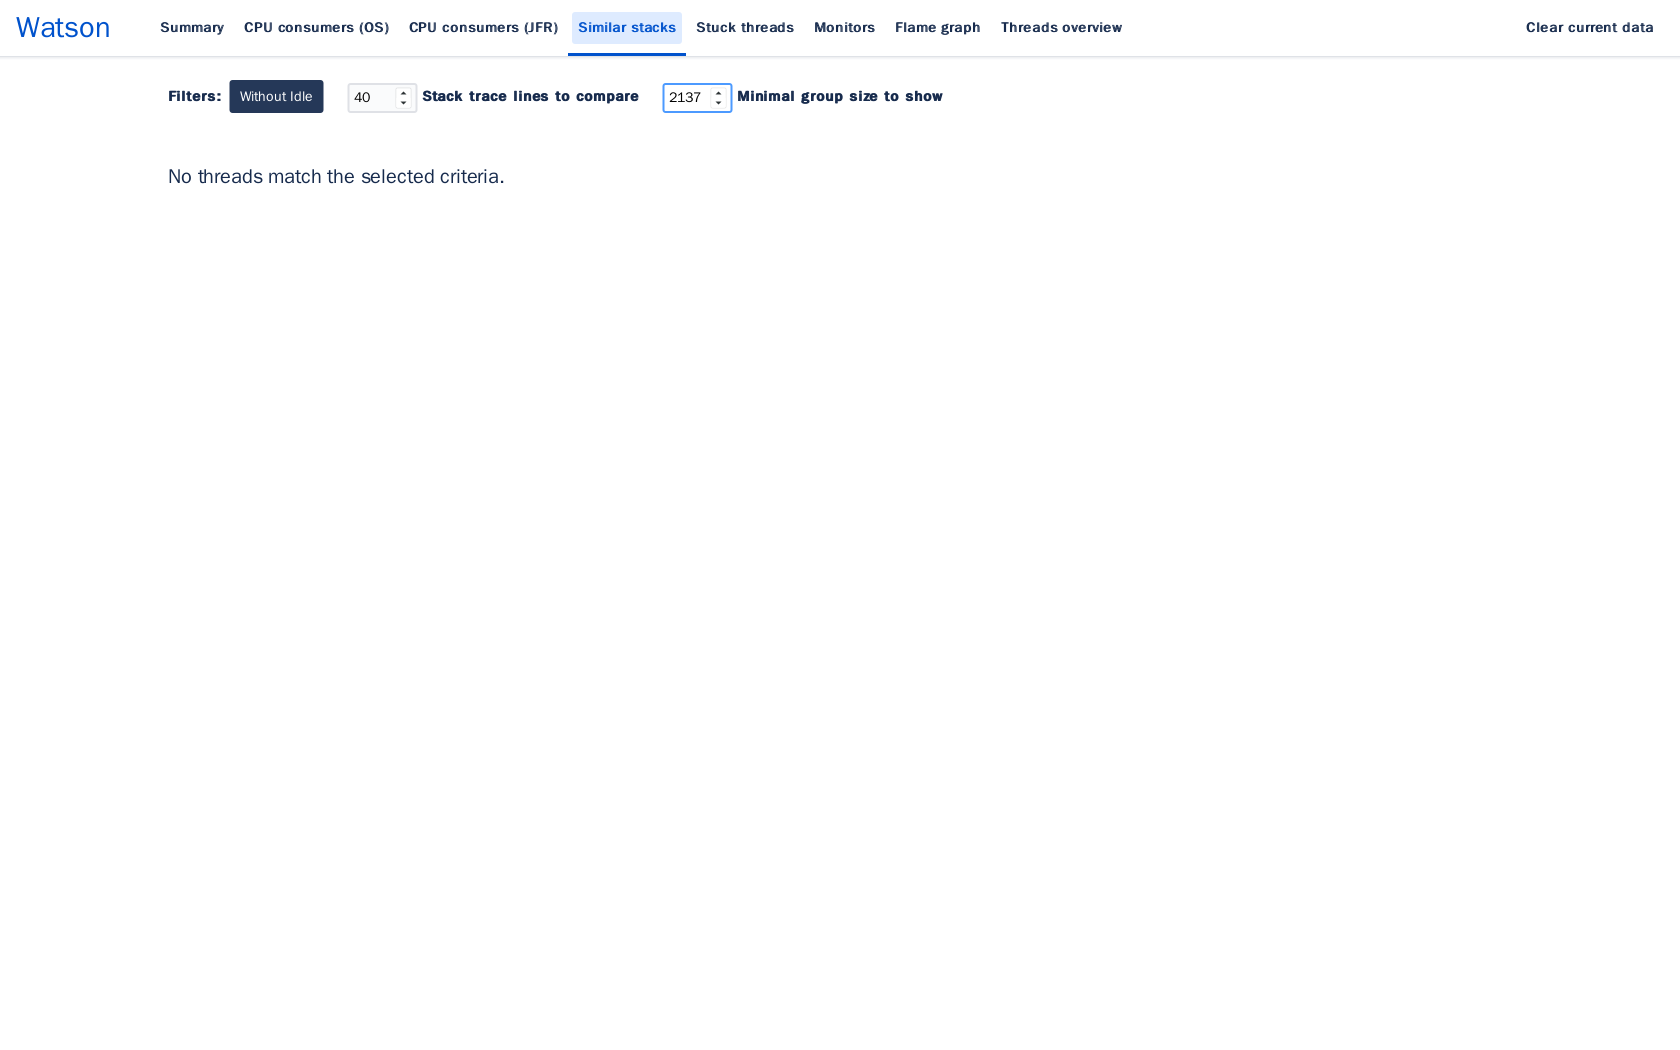 Watson Summary CPU consumers (OS) CPU consumers (JFR) Similar stacks Stuck threads Monitors Flame graph Threads overview Clear current data
Filters: Without Idle 40 Stack trace lines to compare 2137 Minimal group size to show
No threads match the selected criteria.